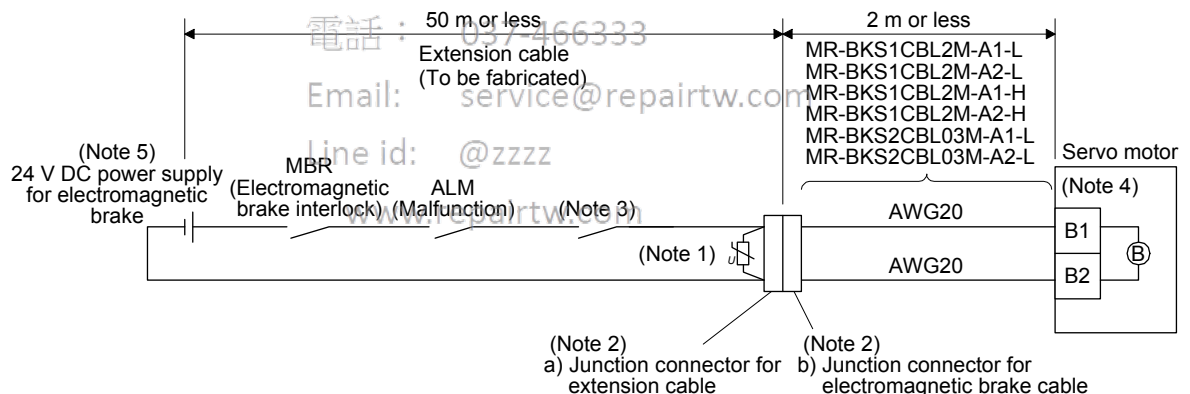 50 m or less
2 m or less
電話： 037-466333
Extension cable
(To be fabricated)
Email: service@repairtw.com
Line id: @zzzz
www.repairtw.com
MR-BKS1CBL2M-A1-L
MR-BKS1CBL2M-A2-L
MR-BKS1CBL2M-A1-H
MR-BKS1CBL2M-A2-H
MR-BKS2CBL03M-A1-L
MR-BKS2CBL03M-A2-L
(Note 5)
24 V DC power supply
for electromagnetic
brake
MBR
(Electromagnetic
brake interlock)
ALM
(Malfunction)
(Note 3)
(Note 1)
U
AWG20
AWG20
Servo motor
(Note 4)
B1
B2
B
(Note 2)
a) Junction connector for
extension cable
(Note 2)
b) Junction connector for
electromagnetic brake cable